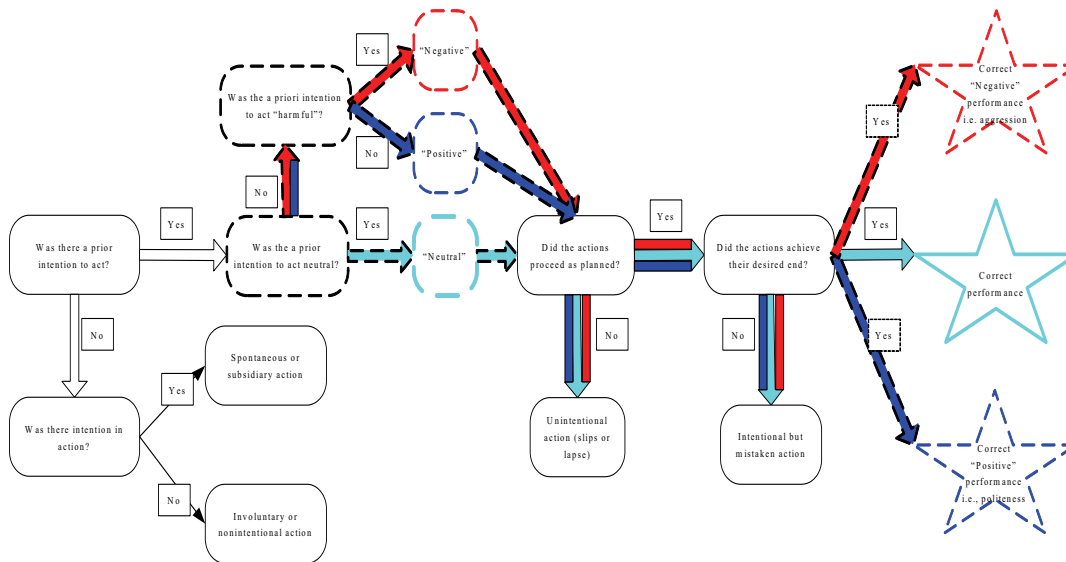 Yes
"Negative"
Correct
"Negative"
performance
i.e. aggression
Was the a priori intention
to act "harmful"?
Yes
No
"Positive"
No
Yes
Yes
Yes
Yes
Was there a prior
intention to act?
Was the a prior
intention to act neutral?
"Neutral"
Did the actions
proceed as planned?
Did the actions achieve
their desired end?
Correct
performance
No
No
No
Yes
Spontaneous or
subsidiary action
Yes
Was there intention in
action?
Unintentional
action (slips or
lapse)
Intentional but
mistaken action
Correct
"Positive"
performance
i.e., politeness
No
Involuntary or
nonintentional action